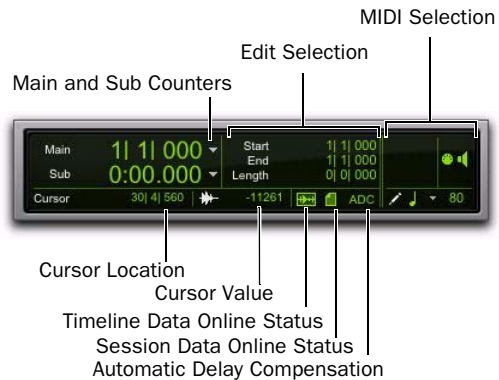 MIDI Selection
Edit Selection
Main and Sub Counters
Main 1| 1| 000
Sub 0:00.000
Start 1| 1| 000
End 1| 1| 000
Length 0| 0| 000
Cursor 30| 4| 560 -11261 ADC 80
Cursor Location
Cursor Value
Timeline Data Online Status
Session Data Online Status
Automatic Delay Compensation